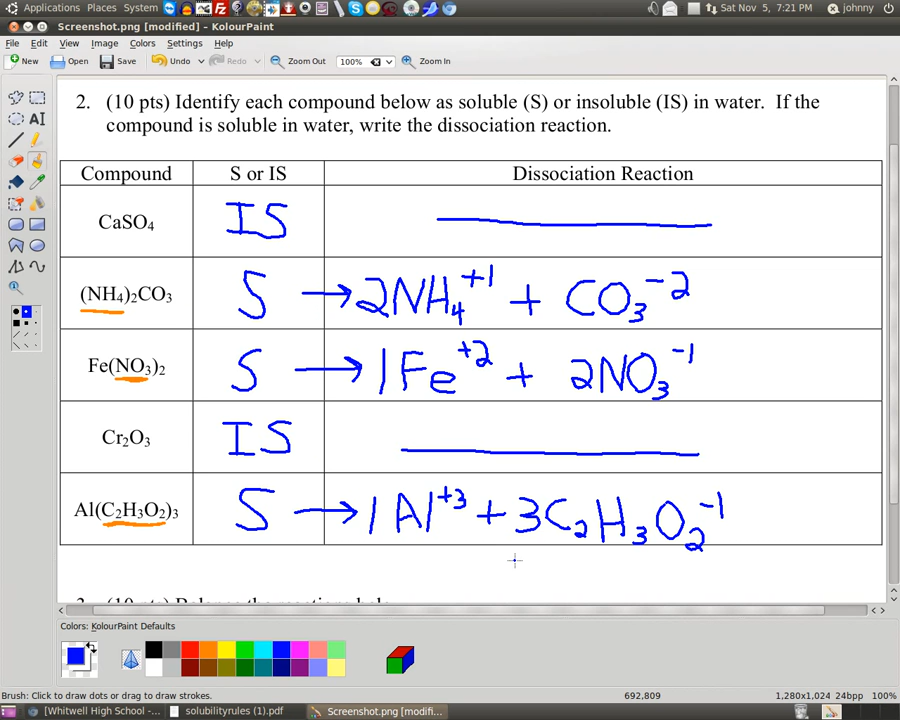 Applications Places System Sat Nov 5, 7:21 PM johnny
Screenshot.png [modified] - KolourPaint
File Edit View Image Colors Settings Help
New Open Save Undo Redo Zoom Out 100% Zoom In
2. (10 pts) Identify each compound below as soluble (S) or insoluble (IS) in water. If the
compound is soluble in water, write the dissociation reaction.
Compound S or IS Dissociation Reaction
CaSO₄ IS
(NH₄)₂CO₃ S → 2NH₄⁺¹ + CO₃⁻²
Fe(NO₃)₂ S → 1Fe⁺² + 2NO₃⁻¹
Cr₂O₃ IS
Al(C₂H₃O₂)₃ S → 1Al⁺³ + 3C₂H₃O₂⁻¹
Colors: KolourPaint Defaults
Brush: Click to draw dots or drag to draw strokes. 692,809 1,280x1,024 24bpp 100%
[Whitwell High School -... solubilityrules (1).pdf Screenshot.png [modifi...